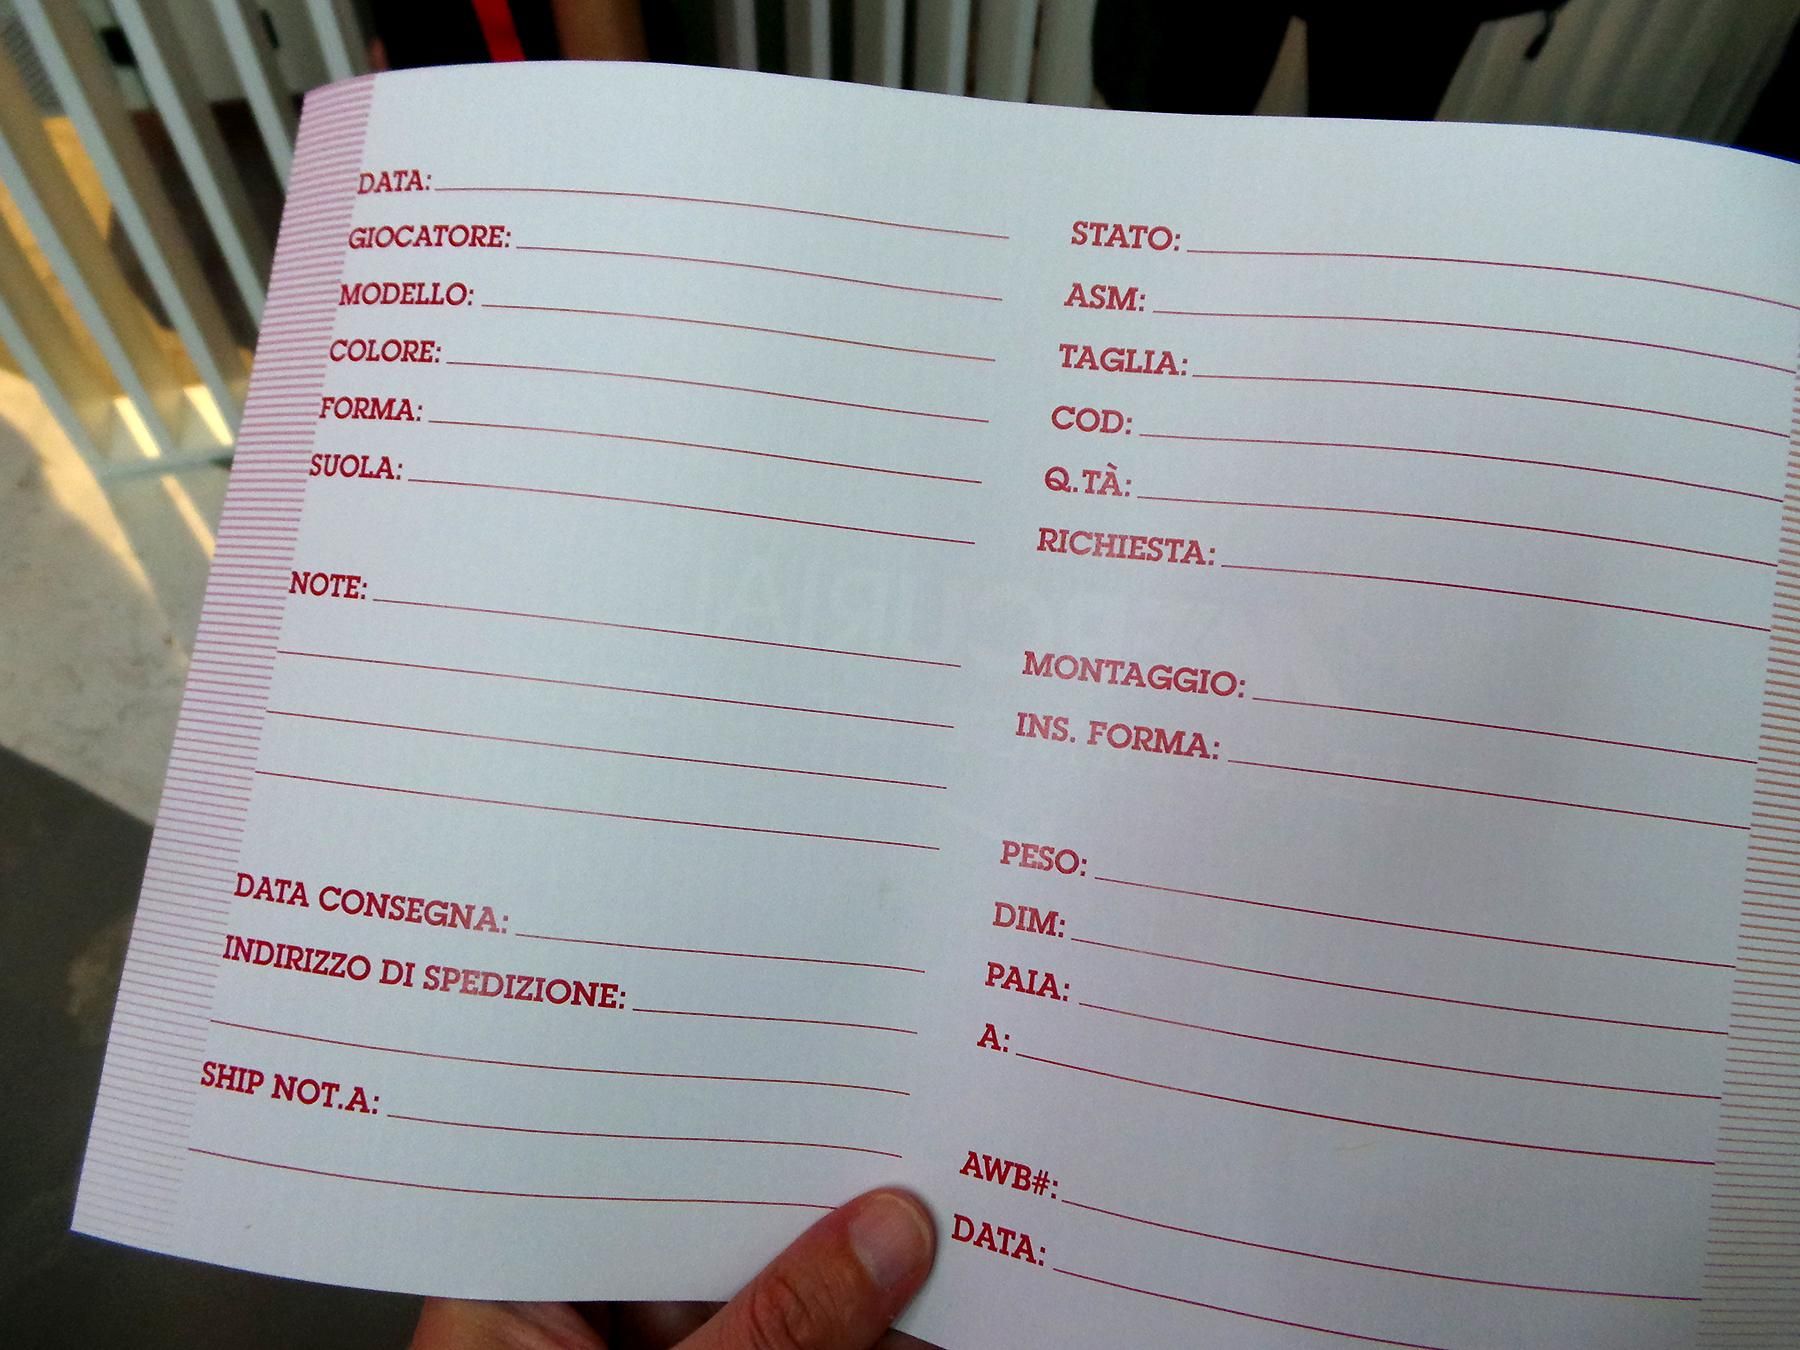 DATA:
GIOCATORE:
MODELLO:
COLORE:
FORMA:
SUOLA:
NOTE:
DATA CONSEGNA:
INDIRIZZO DI SPEDIZIONE:
SHIP NOT.A:
STATO:
ASM:
TAGLIA:
COD:
Q.TÀ:
RICHIESTA:
MONTAGGIO:
INS. FORMA:
PESO:
DIM:
PAIA:
A:
AWB#:
DATA: